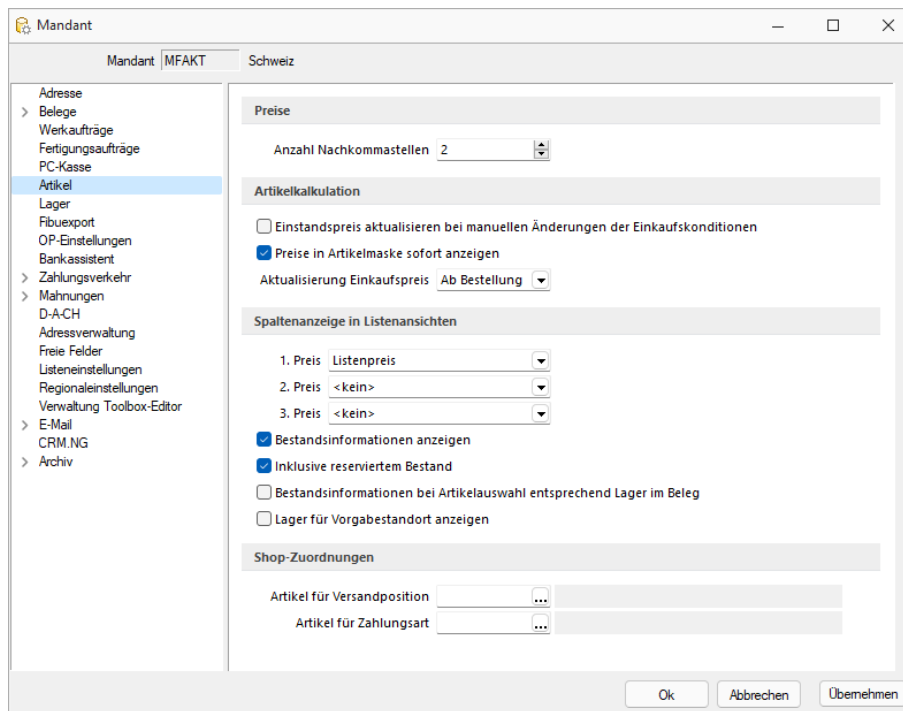 Mandant
Mandant MFAKT Schweiz
Adresse
Belege
Werkaufträge
Fertigungsaufträge
PC-Kasse
Artikel
Lager
Fibuexport
OP-Einstellungen
Bankassistent
Zahlungsverkehr
Mahnungen
D-A-CH
Adressverwaltung
Freie Felder
Listeneinstellungen
Regionaleinstellungen
Verwaltung Toolbox-Editor
E-Mail
CRM.NG
Archiv
Preise
Anzahl Nachkommastellen 2
Artikelkalkulation
Einstandspreis aktualisieren bei manuellen Änderungen der Einkaufskonditionen
Preise in Artikelmaske sofort anzeigen
Aktualisierung Einkaufspreis Ab Bestellung
Spaltenanzeige in Listenansichten
1. Preis Listenpreis
2. Preis <kein>
3. Preis <kein>
Bestandsinformationen anzeigen
Inklusive reserviertem Bestand
Bestandsinformationen bei Artikelauswahl entsprechend Lager im Beleg
Lager für Vorgabestandort anzeigen
Shop-Zuordnungen
Artikel für Versandposition ...
Artikel für Zahlungsart ...
Ok Abbrechen Übernehmen